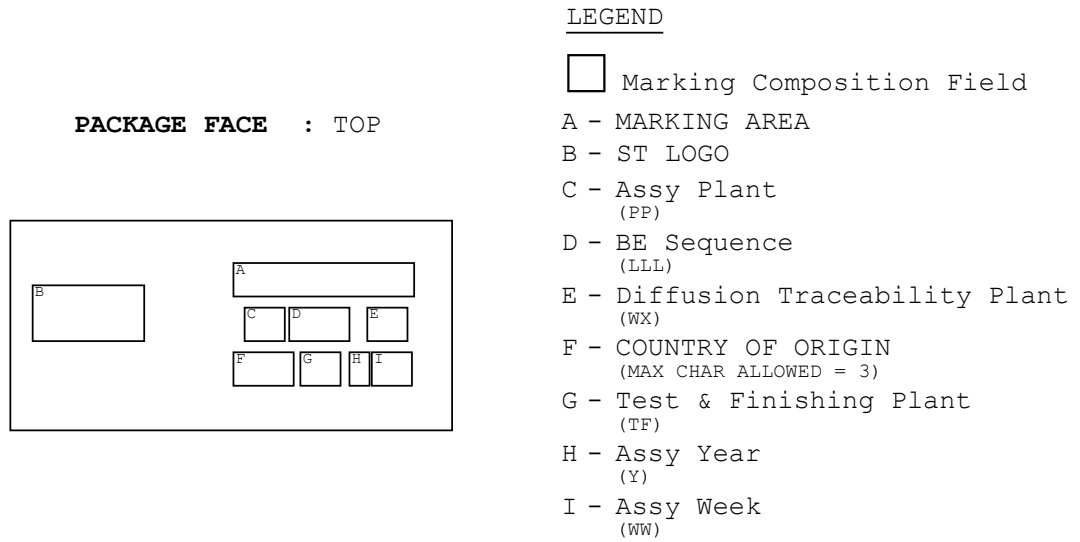 LEGEND
Marking Composition Field
PACKAGE FACE : TOP
A - MARKING AREA
B - ST LOGO
C - Assy Plant
(PP)
D - BE Sequence
(LLL)
E - Diffusion Traceability Plant
(WX)
F - COUNTRY OF ORIGIN
(MAX CHAR ALLOWED = 3)
G - Test & Finishing Plant
(TF)
H - Assy Year
(Y)
I - Assy Week
(WW)
A
B
C D E
F G H I